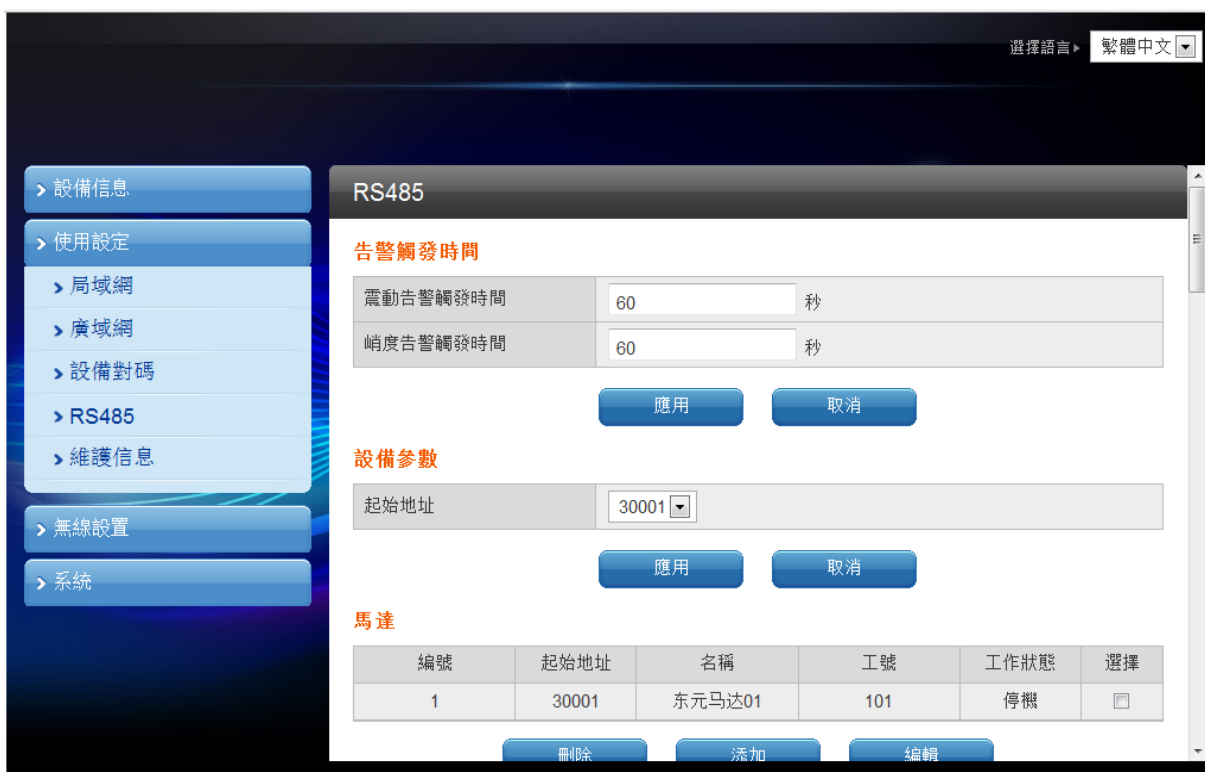 選擇語言 繁體中文
設備信息
使用設定
局域網
廣域網
設備對碼
RS485
維護信息
無線設置
系統
RS485
告警觸發時間
震動告警觸發時間 60 秒
峭度告警觸發時間 60 秒
應用 取消
設備參數
起始地址 30001
應用 取消
馬達
編號 起始地址 名稱 工號 工作狀態 選擇
1 30001 东元马达01 101 停機
刪除 添加 編輯